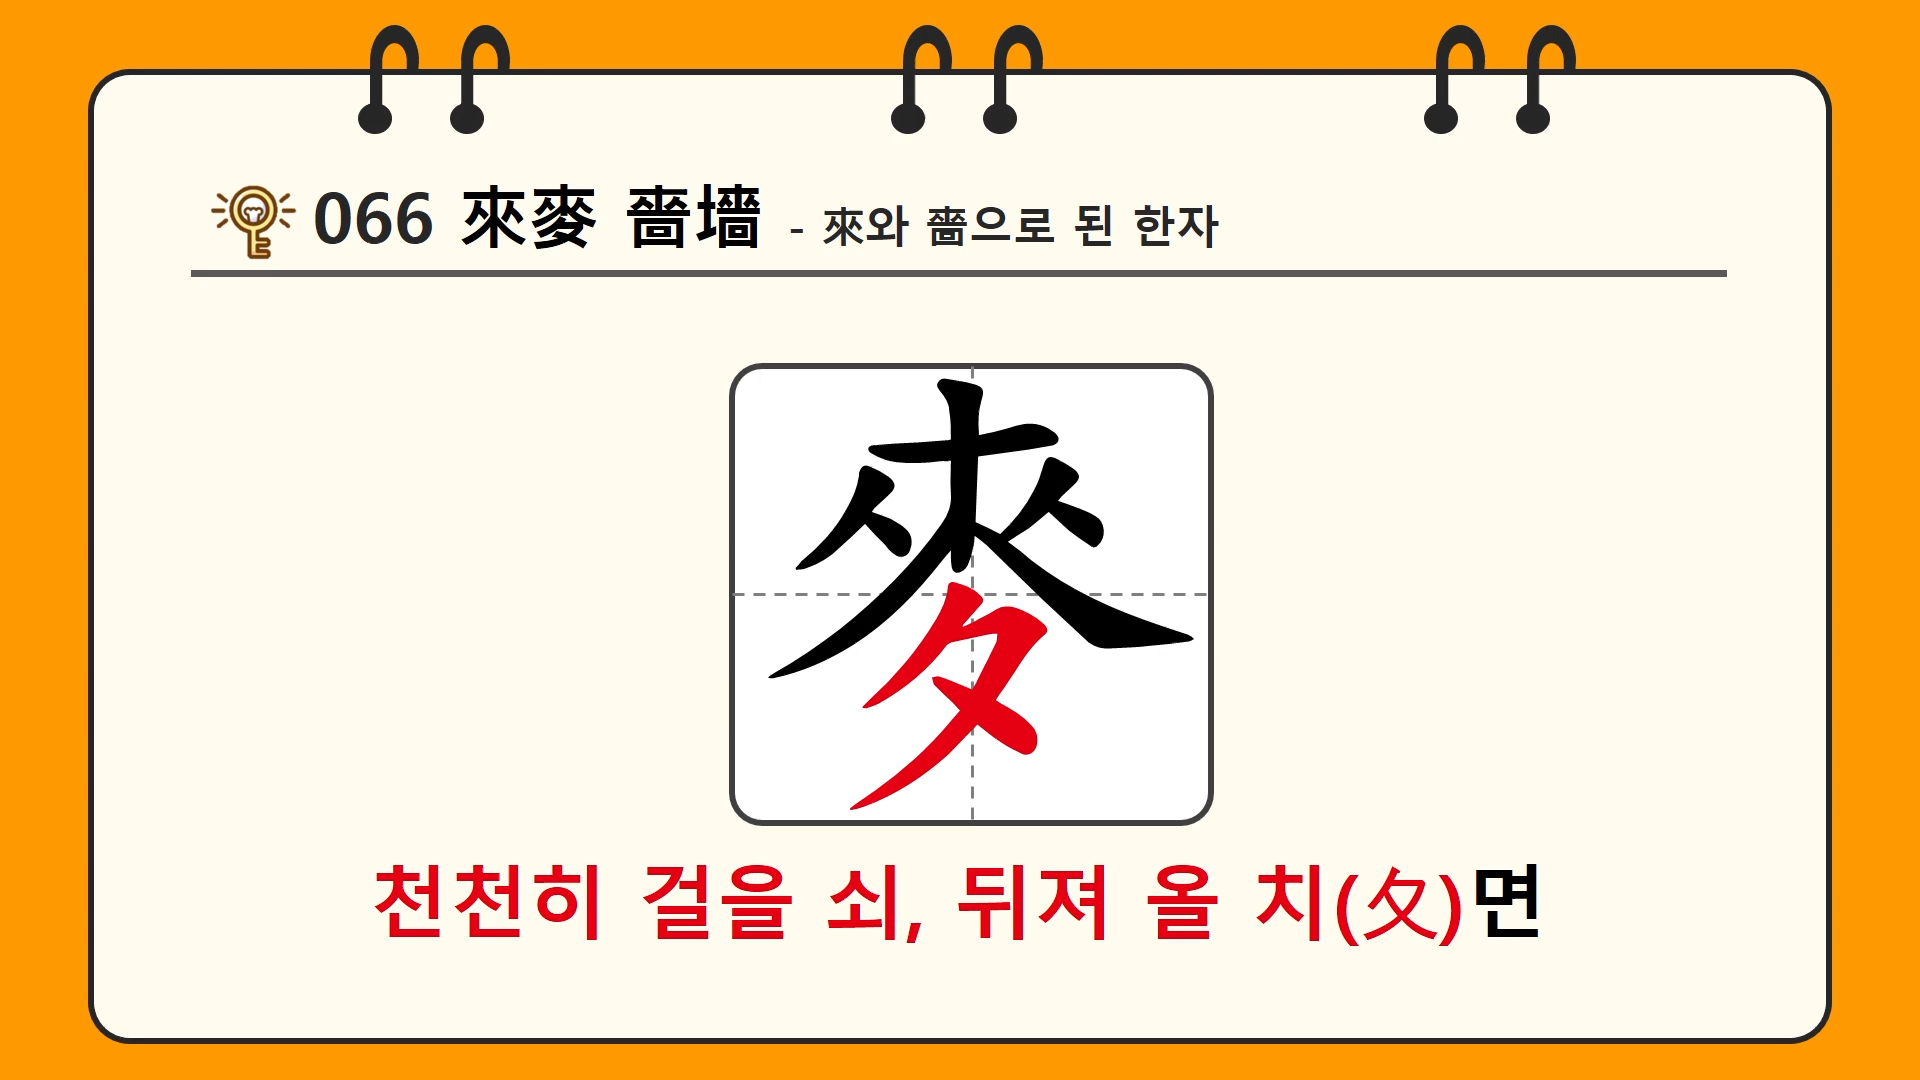 066 來麥 嗇墻 - 來와 嗇으로 된 한자
麥
천천히 걸을 쇠, 뒤져 올 치(夊)면